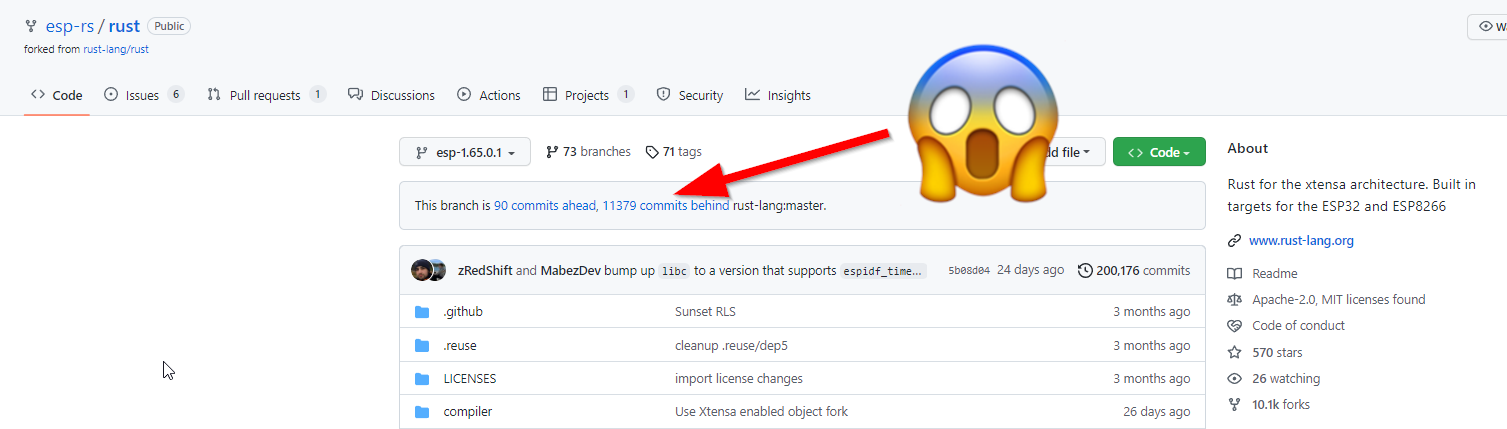 esp-rs / rust Public
forked from rust-lang/rust
Code Issues 6 Pull requests 1 Discussions Actions Projects 1 Security Insights
esp-1.65.0.1 73 branches 71 tags file Code
This branch is 90 commits ahead, 11379 commits behind rust-lang:master.
zRedShift and MabezDev bump up libc to a version that supports espidf_time… 5b08d04 24 days ago 200,176 commits
.github Sunset RLS 3 months ago
.reuse cleanup .reuse/dep5 3 months ago
LICENSES import license changes 3 months ago
compiler Use Xtensa enabled object fork 26 days ago
About
Rust for the xtensa architecture. Built in
targets for the ESP32 and ESP8266
www.rust-lang.org
Readme
Apache-2.0, MIT licenses found
Code of conduct
570 stars
26 watching
10.1k forks